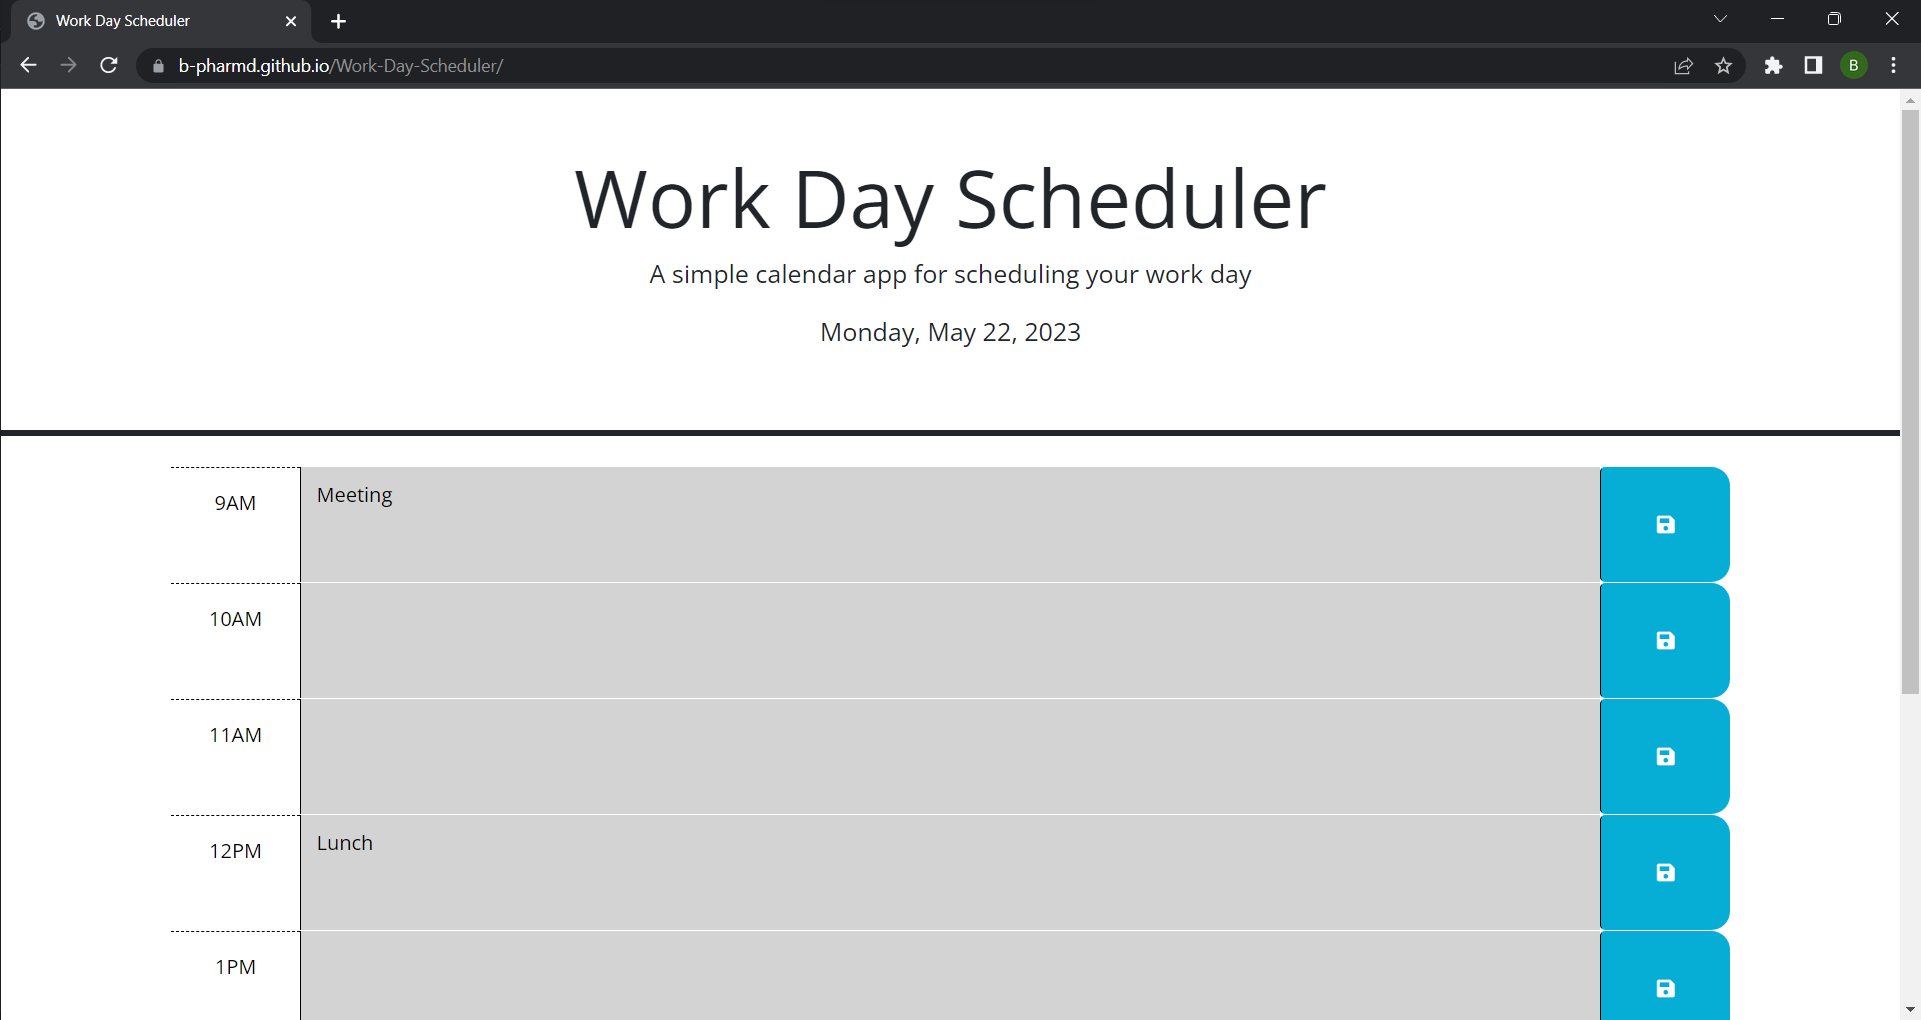 Work Day Scheduler
b-pharmd.github.io/Work-Day-Scheduler/
B
Work Day Scheduler
A simple calendar app for scheduling your work day
Monday, May 22, 2023
9AM
Meeting
10AM
11AM
12PM
Lunch
1PM